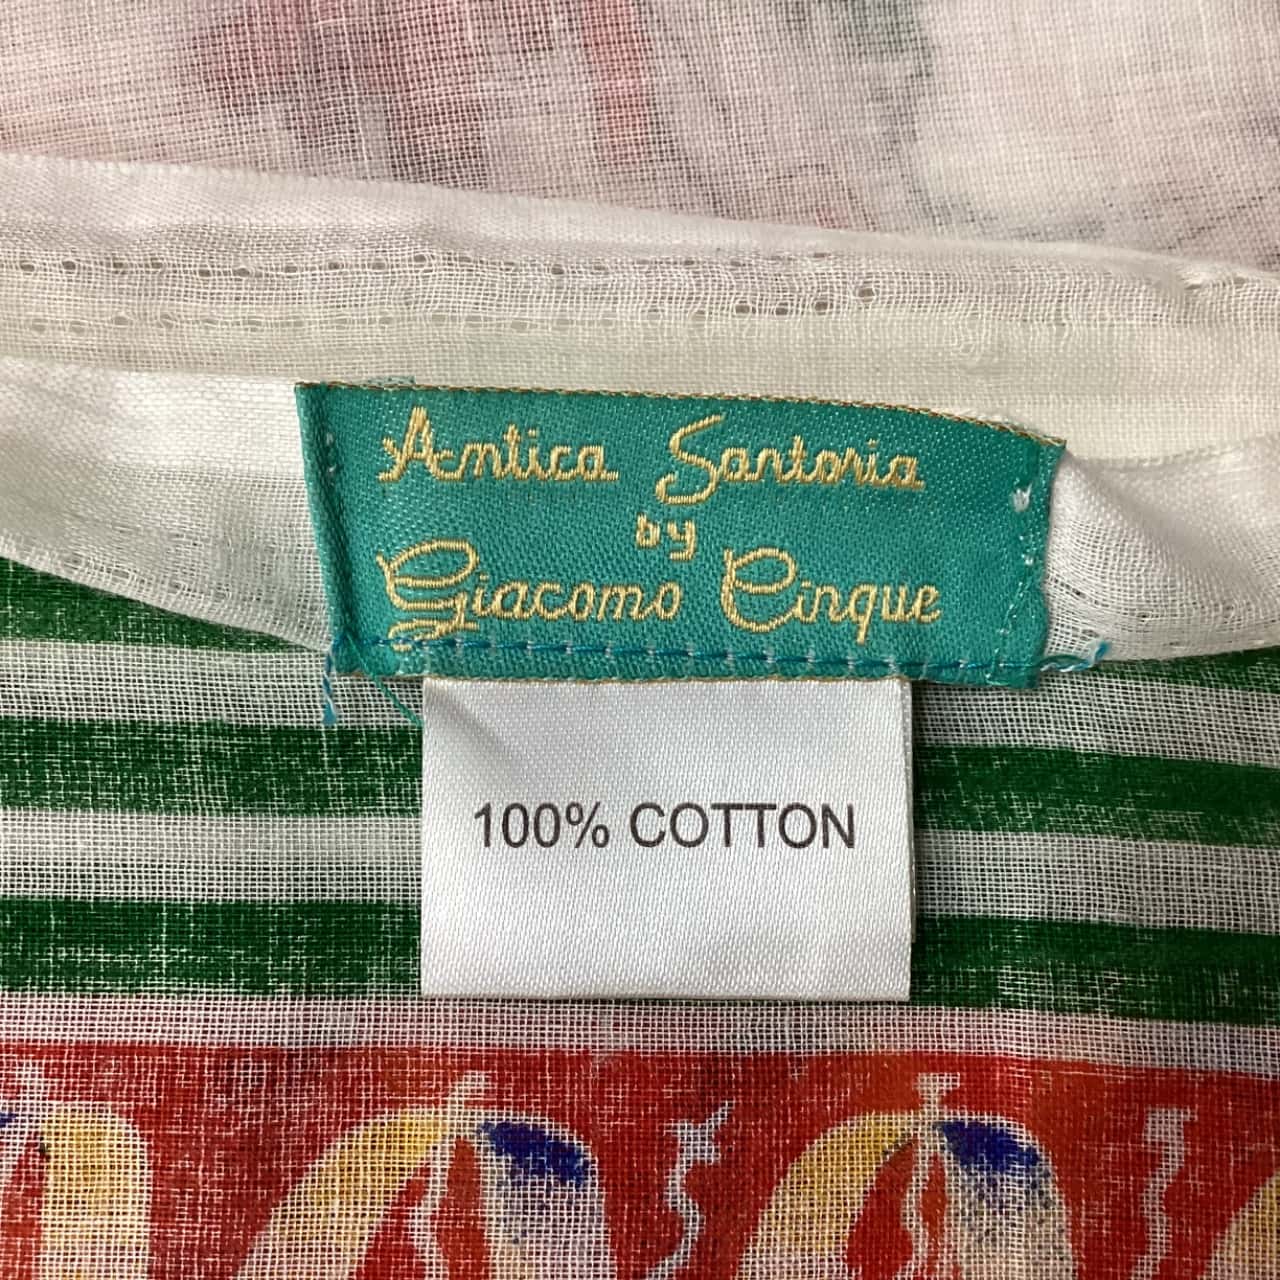 Antica Sartoria
by
Giacomo Cinque
100% COTTON